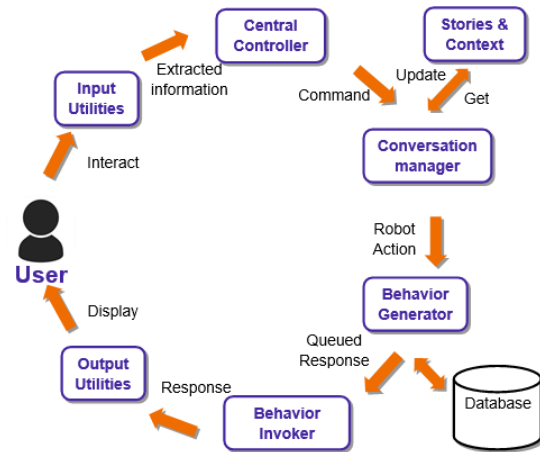 Central
Controller
Stories &
Context
Extracted
information
Update
Get
Command
Input
Utilities
Conversation
manager
Interact
Robot
Action
User
Behavior
Generator
Display
Queued
Response
Output
Utilities
Response
Behavior
Invoker
Database